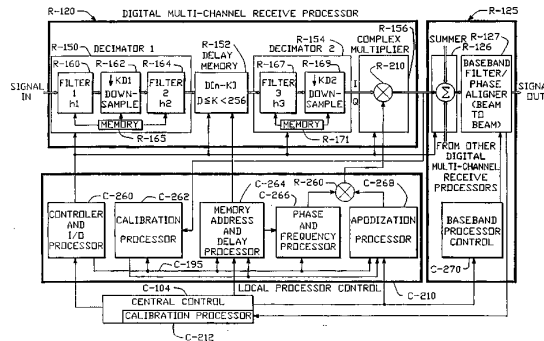 R-120
DIGITAL MULTI-CHANNEL RECEIVE PROCESSOR
R-156
R-125
R-150
DECIMATOR 1
R-152
DELAY
MEMORY
R-154
DECIMATOR 2
COMPLEX
MULTIPLIER
SUMMER
R-126
R-127
R-160
R-162
R-164
R-167
R-169
R-210
SIGNAL
IN
FILTER
1
h1
↓KD1
DOWN-
SAMPLE
FILTER
2
h2
D[n-K]
0≤K<256
FILTER
3
h3
↓KD2
DOWN-
SAMPLE
I
Q
Σ
BASEBAND
FILTER/
PHASE
ALIGNER
(BEAM
TO
BEAM)
SIGNAL
OUT
MEMORY
R-165
MEMORY
R-171
FROM OTHER
DIGITAL
MULTI-CHANNEL
RECEIVE
PROCESSORS
C-260
C-262
C-264
C-266
R-260
C-268
CONTROLER
AND
I/O
PROCESSOR
CALIBRATION
PROCESSOR
MEMORY
ADDRESS
AND
DELAY
PROCESSOR
PHASE
AND
FREQUENCY
PROCESSOR
APODIZATION
PROCESSOR
BASEBAND
PROCESSOR
CONTROL
C-270
C-195
LOCAL PROCESSOR CONTROL
C-210
C-104
CENTRAL CONTROL
CALIBRATION PROCESSOR
C-212